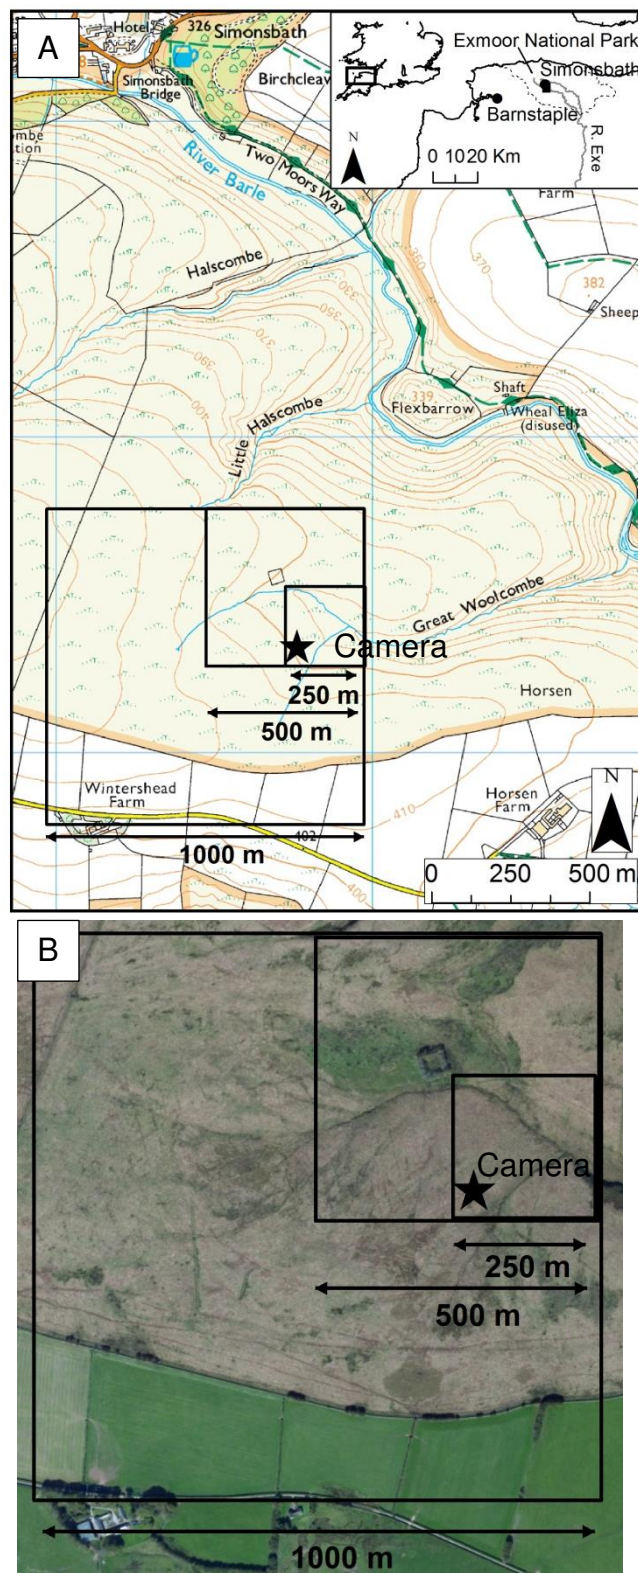 A
Hotel
326
Simonsbath
Simonsbath
Bridge
Birchcleav
River Barle
Two Moors Way
Exmoor National Park
Simonsbath
Barnstaple
R. Exe
N
0 10 20 Km
Farm
370
382
Sheep
Halscombe
330
350
360
370
390
400
339
Flexbarrow
Shaft
Wheal Eliza
(disused)
Little Halscombe
Great Woolcombe
Camera
250 m
500 m
Horsen
Wintershead
Farm
402
1000 m
410
400
Horsen
Farm
N
0 250 500 m
B
Camera
250 m
500 m
1000 m